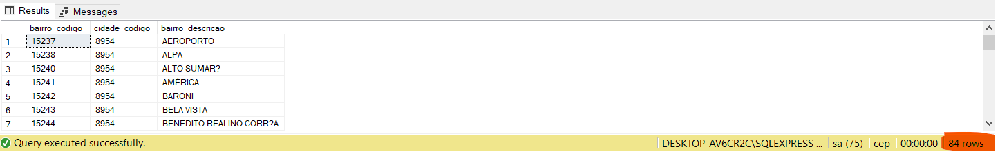 Results Messages
bairro_codigo cidade_codigo bairro_descricao
1 15237 8954 AEROPORTO
2 15238 8954 ALPA
3 15240 8954 ALTO SUMAR?
4 15241 8954 AMÉRICA
5 15242 8954 BARONI
6 15243 8954 BELA VISTA
7 15244 8954 BENEDITO REALINO CORR?A
Query executed successfully. DESKTOP-AV6CR2C\SQLEXPRESS ... sa (75) cep 00:00:00 84 rows